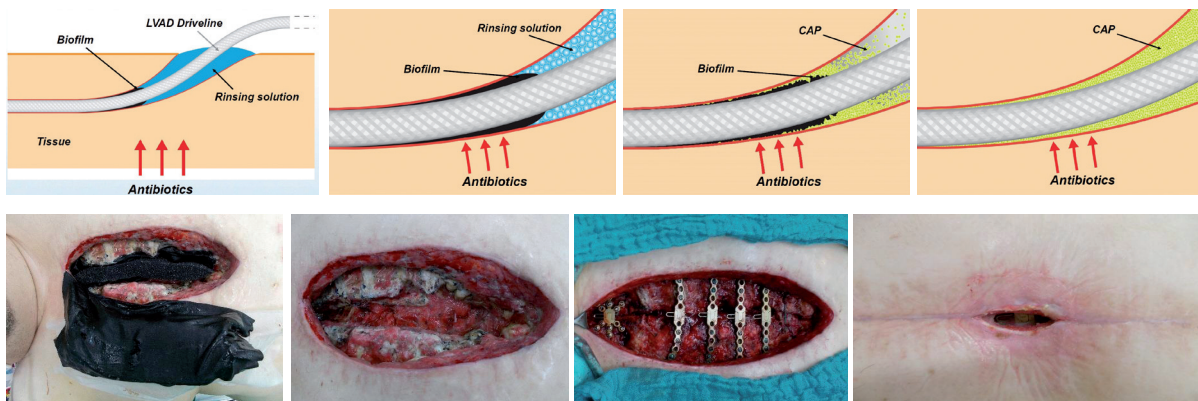 LVAD Driveline
Biofilm
Rinsing solution
Tissue
Antibiotics
Rinsing solution
Biofilm
Antibiotics
CAP
Biofilm
Antibiotics
CAP
Antibiotics